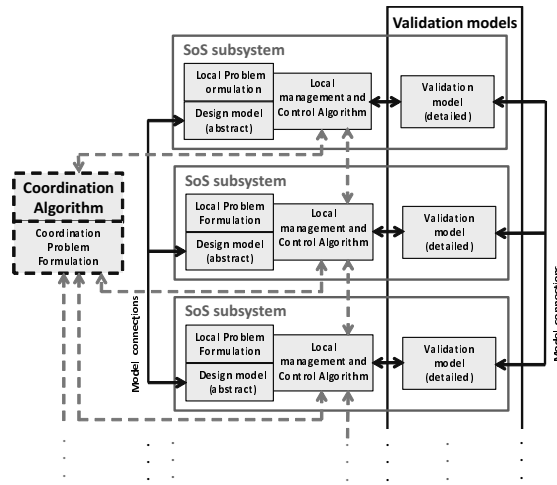 Validation models
SoS subsystem
Local Problem
ormulation
Design model
(abstract)
Local
management and
Control Algorithm
Validation
model
(detailed)
Coordination
Algorithm
Coordination
Problem
Formulation
SoS subsystem
Local Problem
Formulation
Design model
(abstract)
Local
management and
Control Algorithm
Validation
model
(detailed)
Model connections
Model connections
SoS subsystem
Local Problem
Formulation
Design model
(abstract)
Local
management and
Control Algorithm
Validation
model
(detailed)